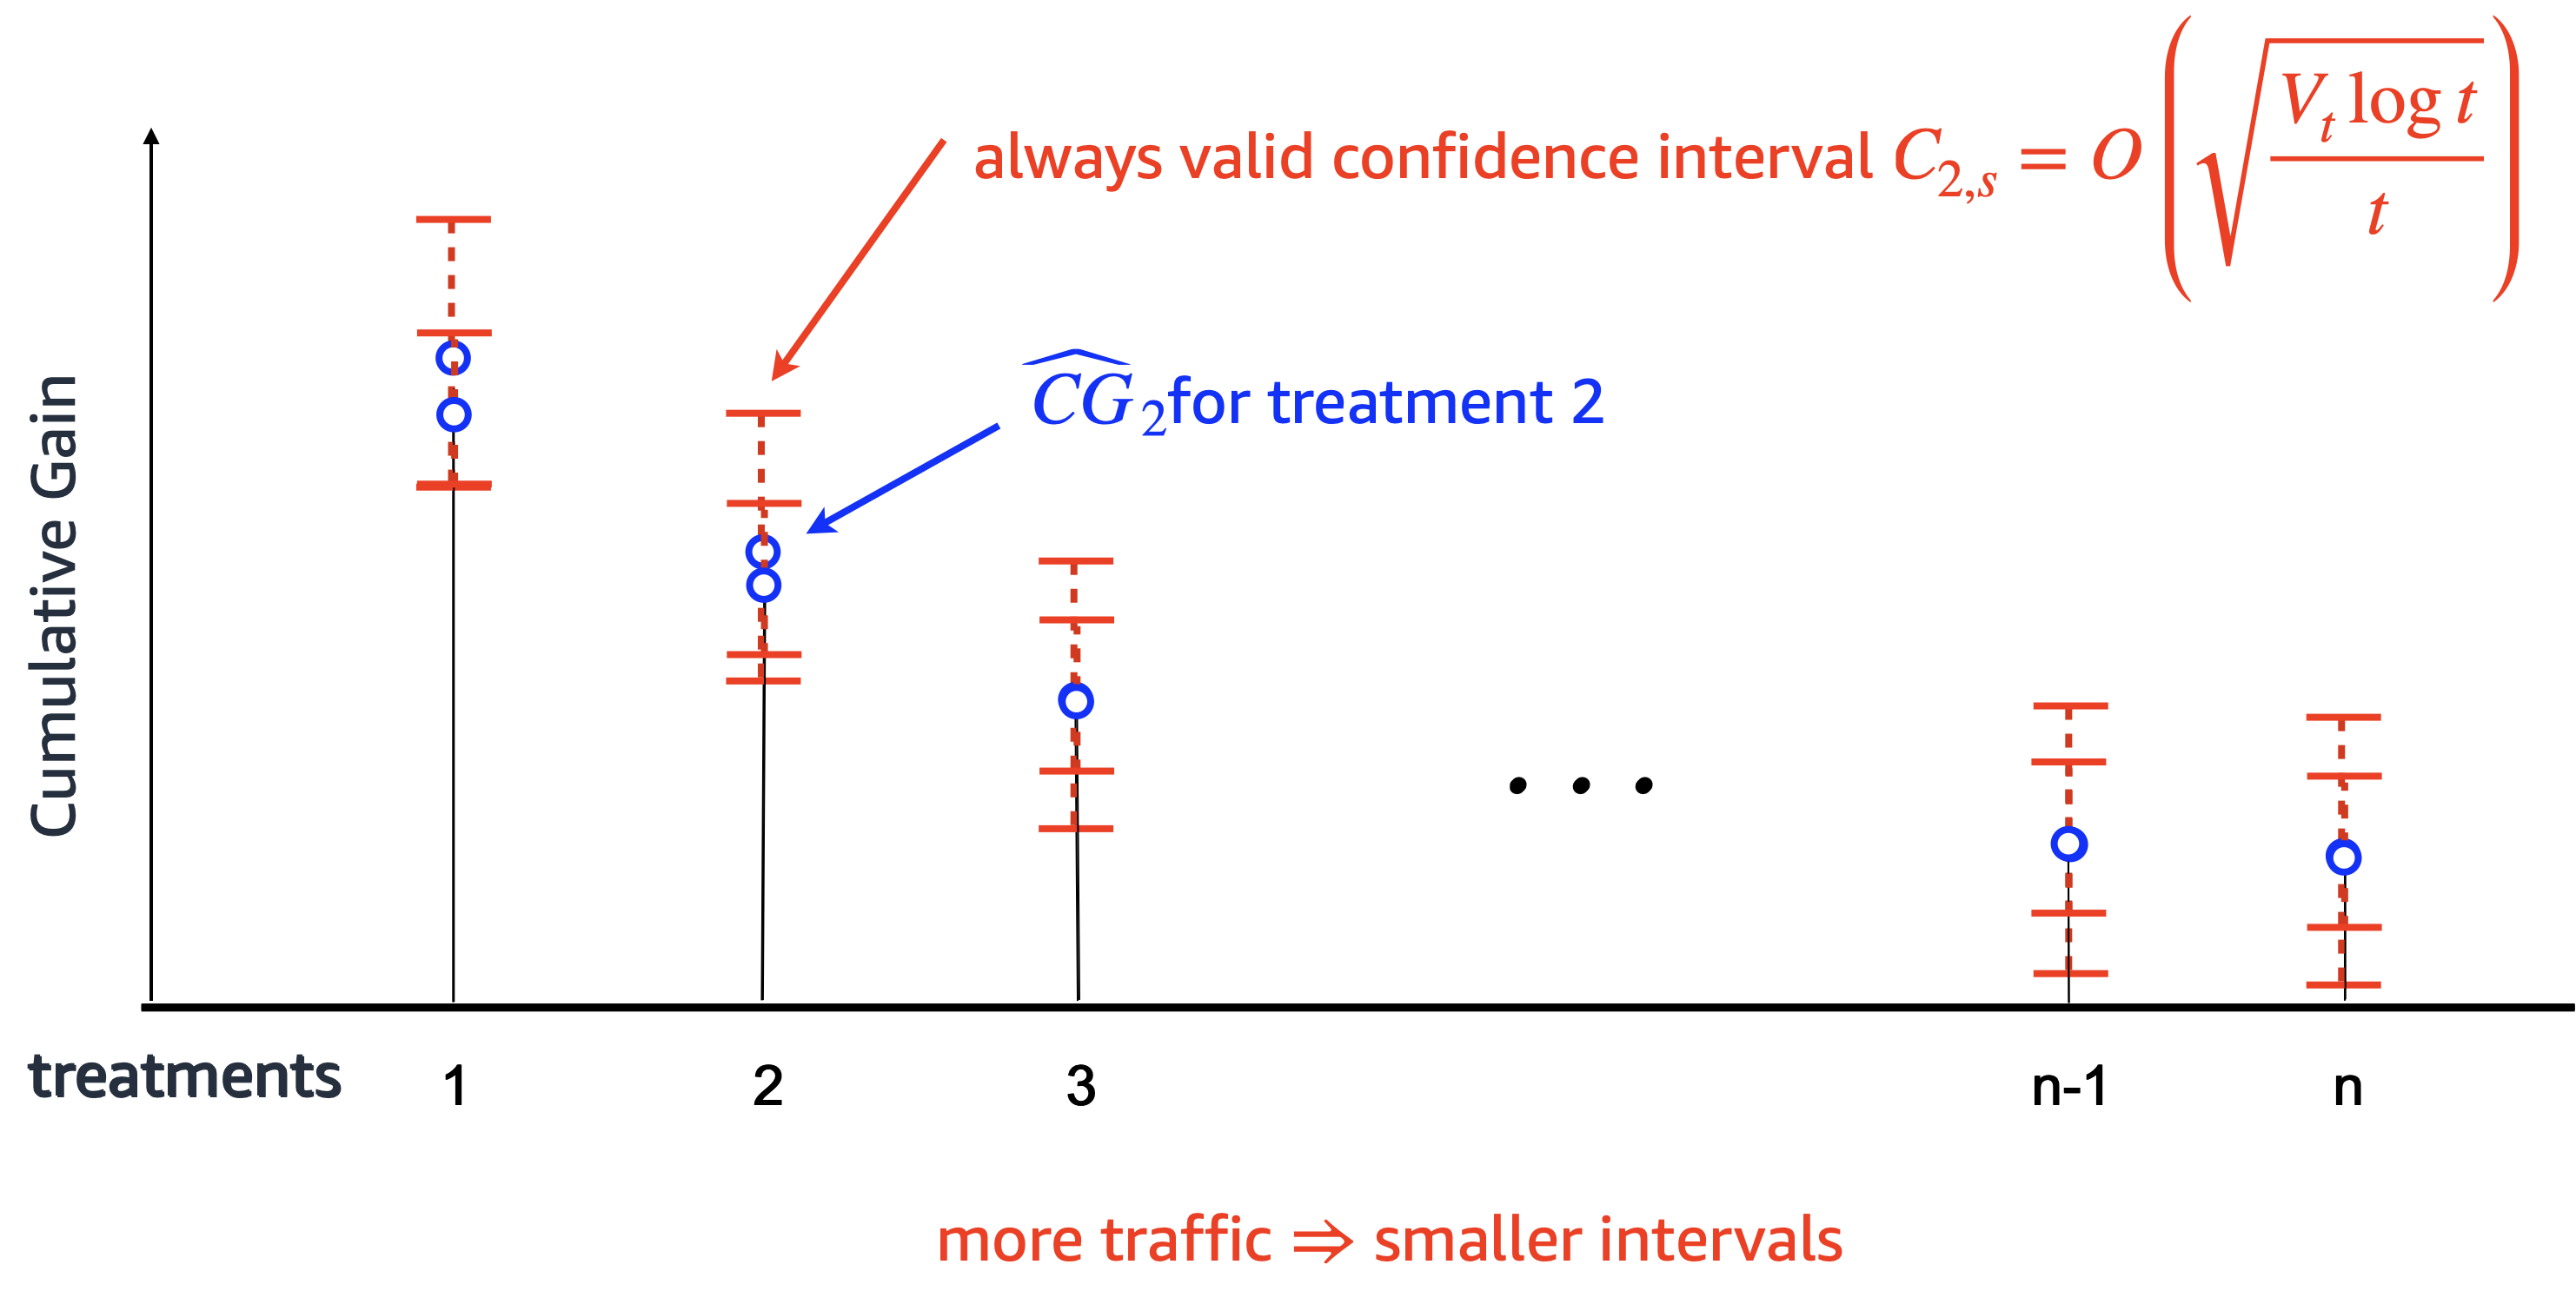 always valid confidence interval C_{2,s} = O(√(V_t log t / t))
\widehat{CG}_2 for treatment 2
Cumulative Gain
. . .
treatments 1 2 3 n-1 n
more traffic ⇒ smaller intervals